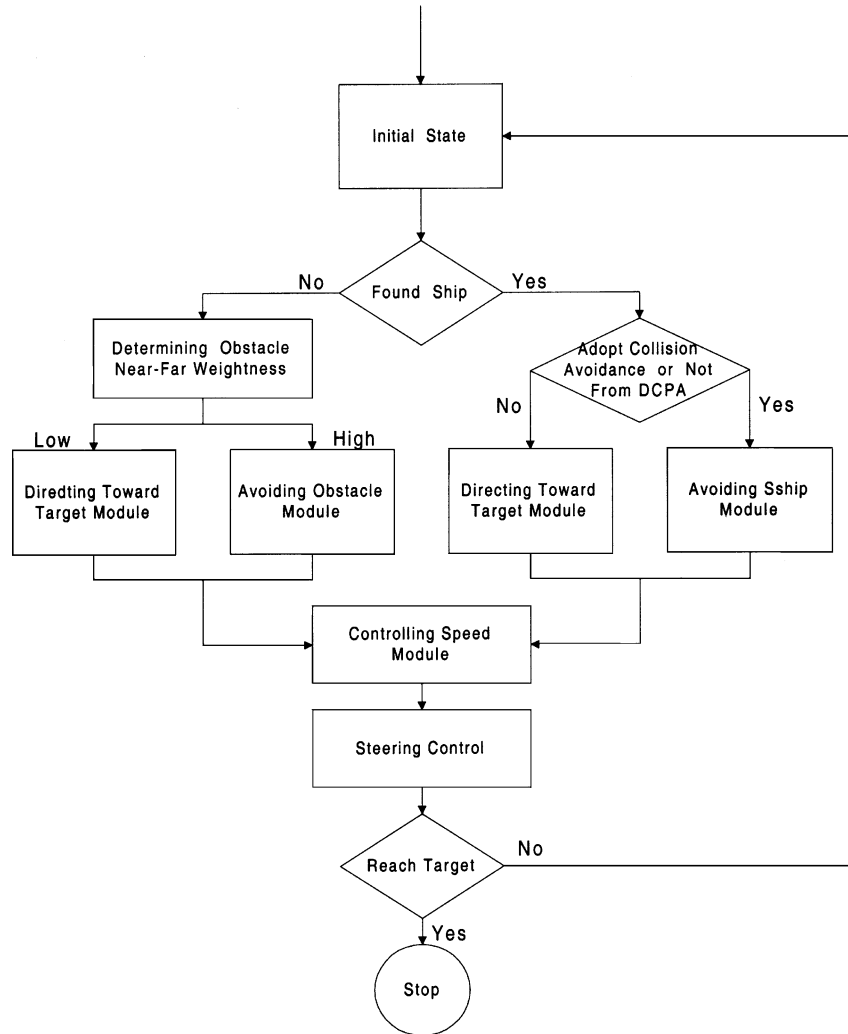 Initial State
No
Yes
Found Ship
Determining Obstacle
Near-Far Weightness
Adopt Collision
Avoidance or Not
From DCPA
No
Yes
Low
High
Diredting Toward
Target Module
Avoiding Obstacle
Module
Directing Toward
Target Module
Avoiding Sship
Module
Controlling Speed
Module
Steering Control
No
Reach Target
Yes
Stop